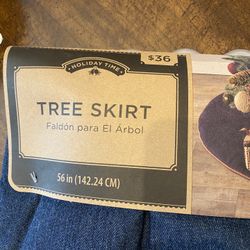 HOLIDAY TIME
$36
TREE SKIRT
Faldón para El Árbol
56 in (142.24 CM)